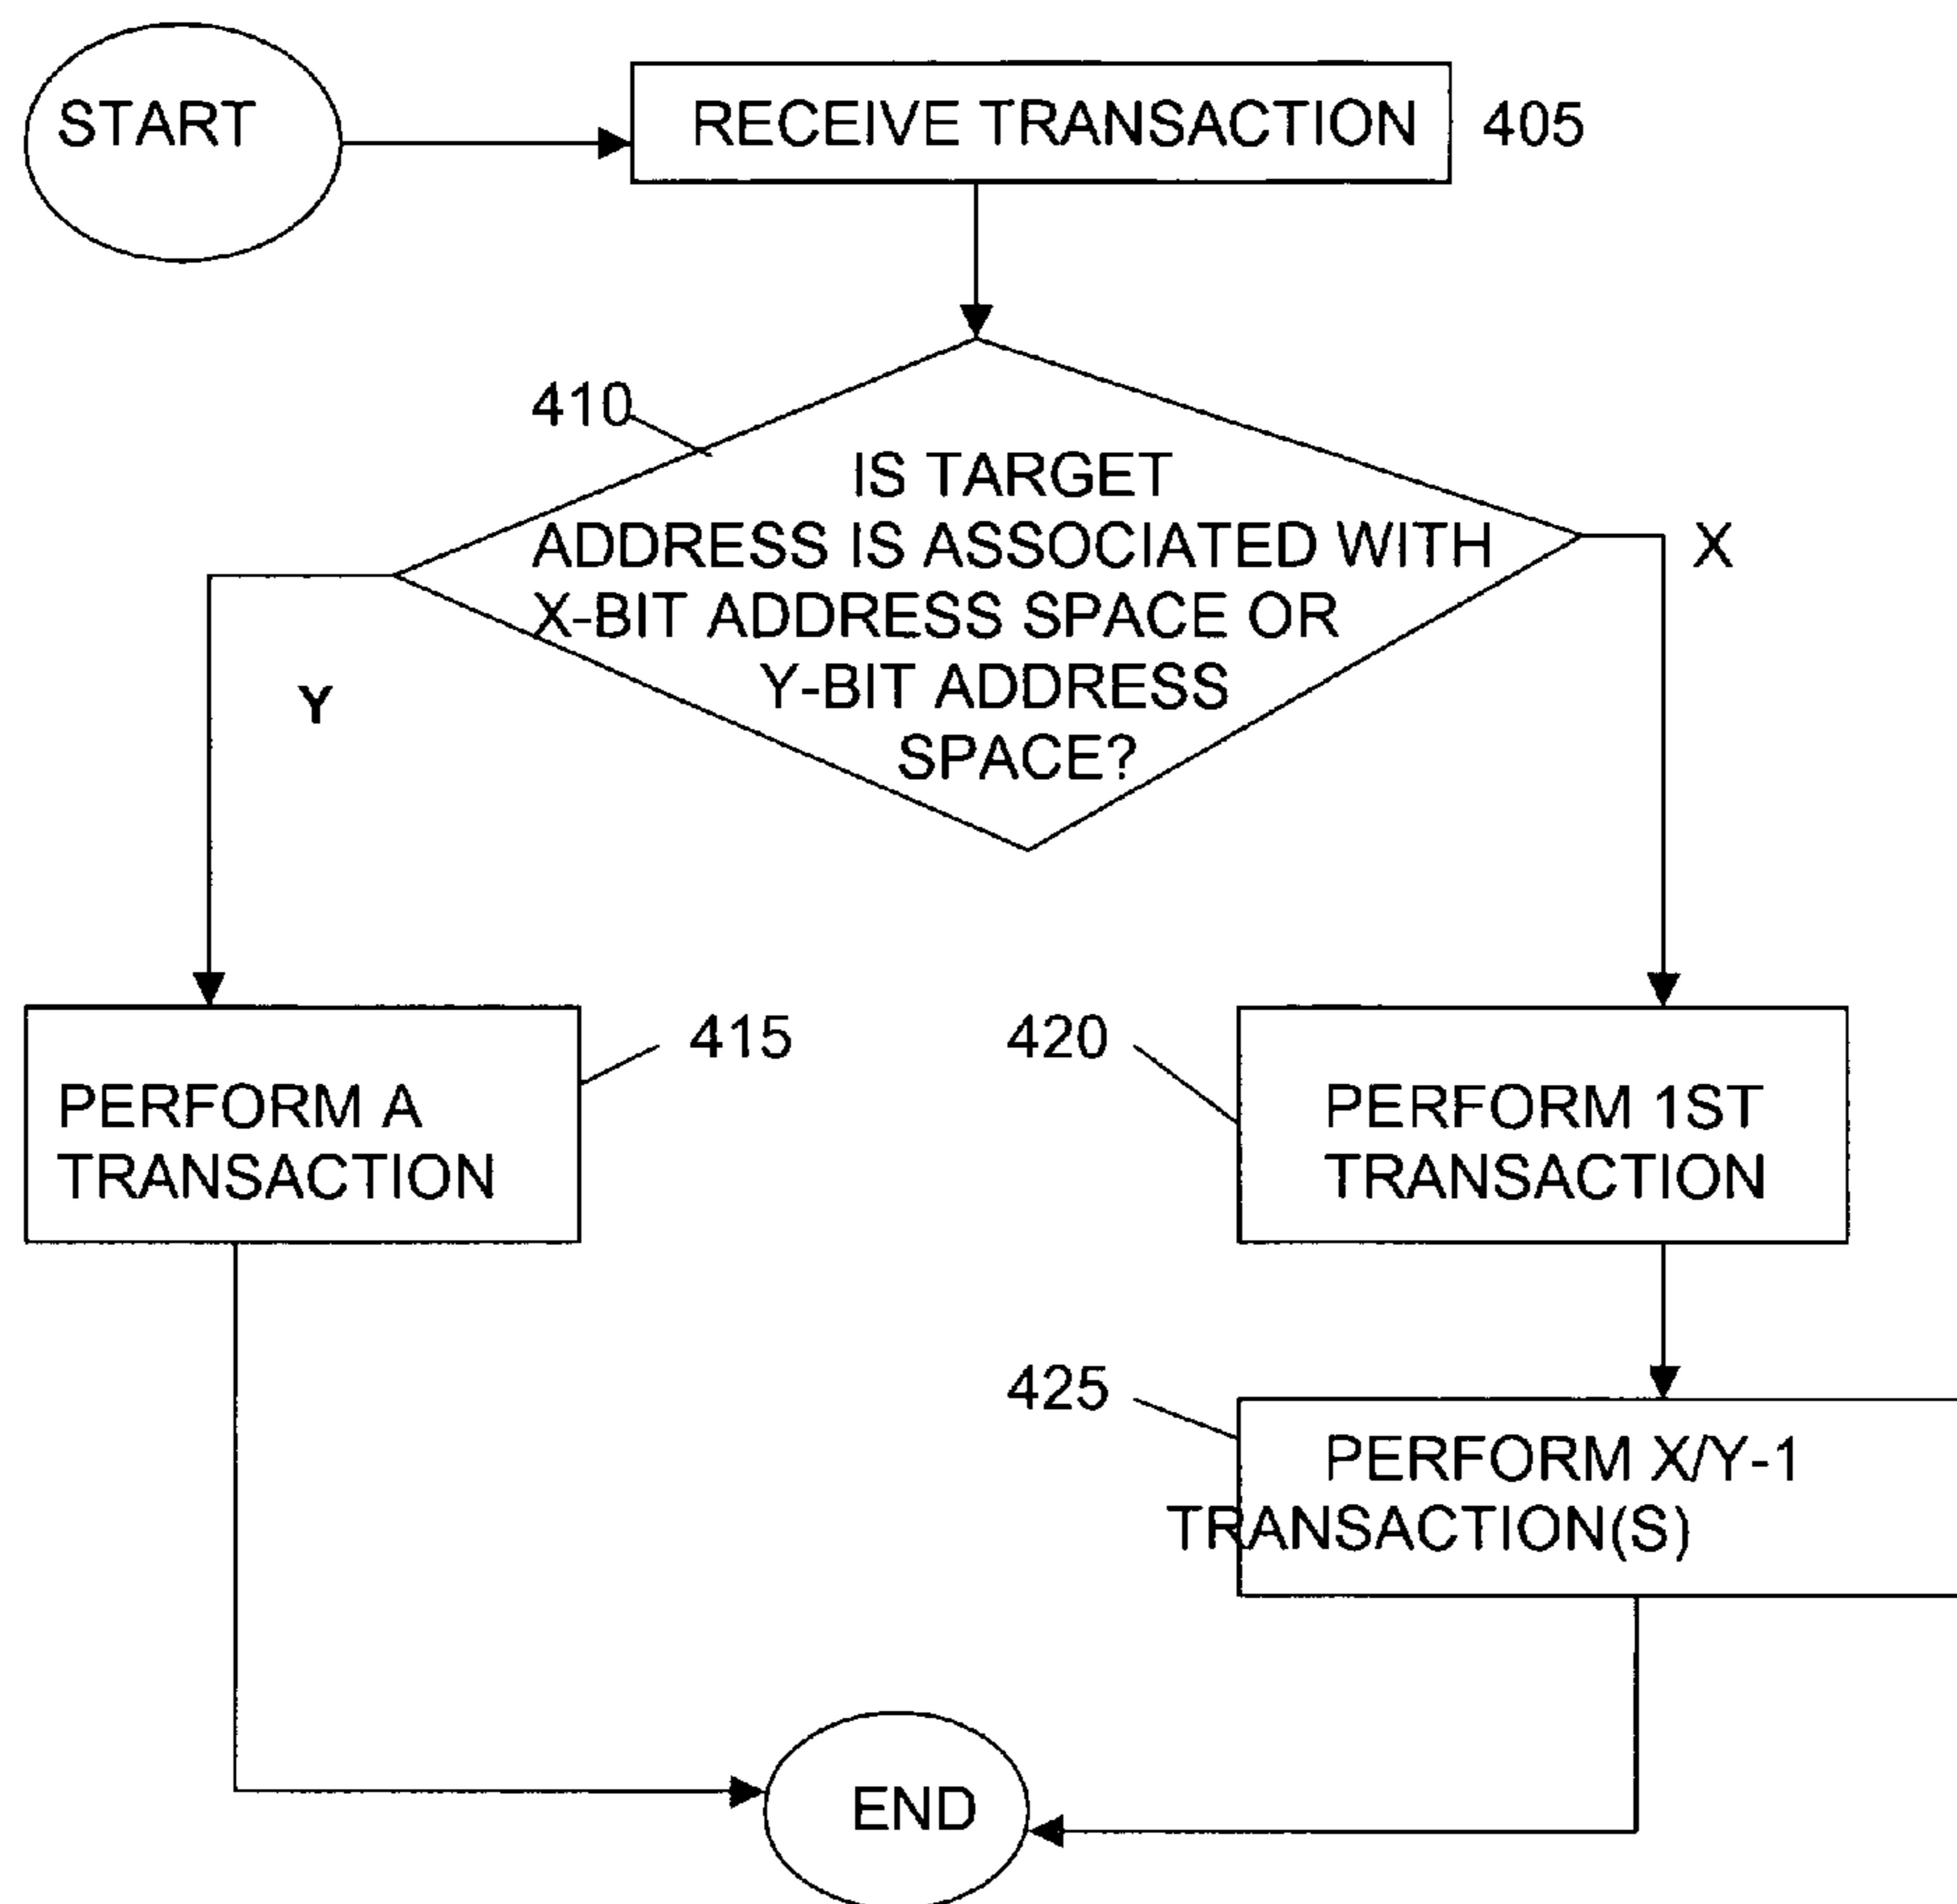 START
RECEIVE TRANSACTION
405
410
IS TARGET
ADDRESS IS ASSOCIATED WITH
X-BIT ADDRESS SPACE OR
Y-BIT ADDRESS
SPACE?
X
Y
415
420
PERFORM A
TRANSACTION
PERFORM 1ST
TRANSACTION
425
PERFORM X/Y-1
TRANSACTION(S)
END